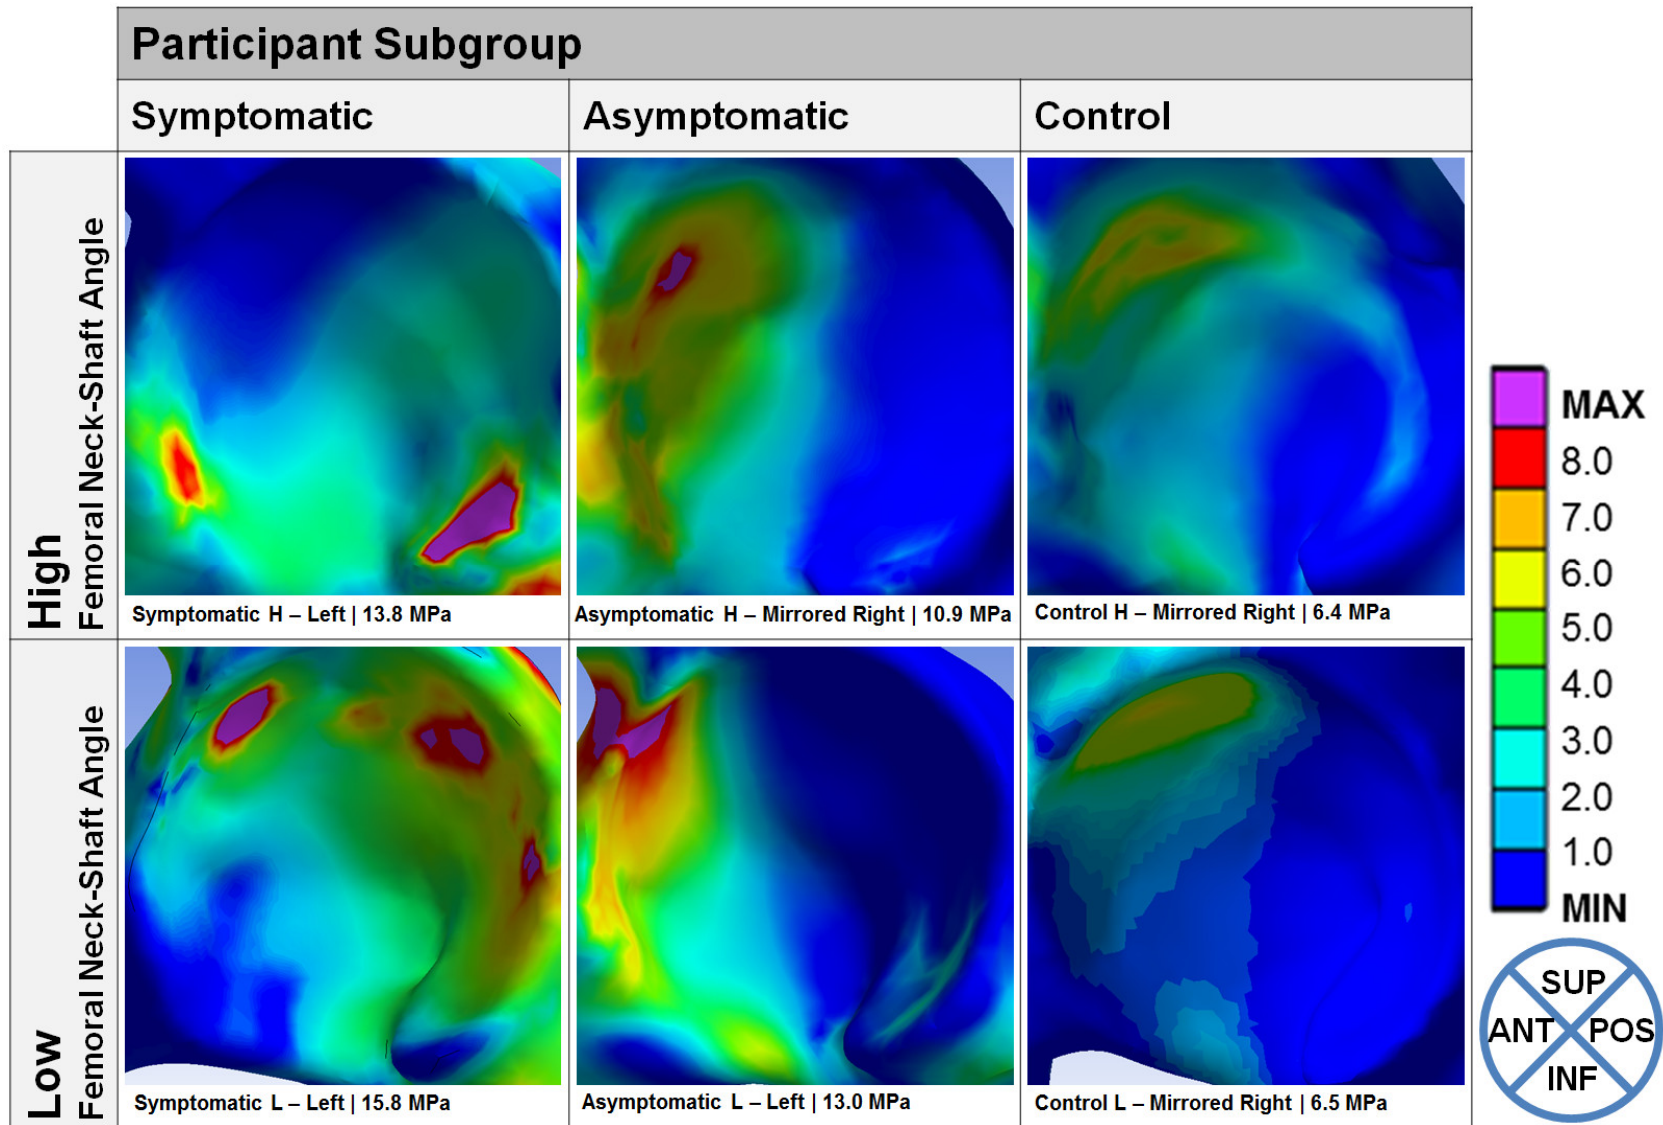 Participant Subgroup
Symptomatic
Asymptomatic
Control
High
Femoral Neck-Shaft Angle
Symptomatic H – Left | 13.8 MPa
Asymptomatic H – Mirrored Right | 10.9 MPa
Control H – Mirrored Right | 6.4 MPa
Low
Femoral Neck-Shaft Angle
Symptomatic L – Left | 15.8 MPa
Asymptomatic L – Left | 13.0 MPa
Control L – Mirrored Right | 6.5 MPa
MAX
8.0
7.0
6.0
5.0
4.0
3.0
2.0
1.0
MIN
SUP
ANT
POS
INF